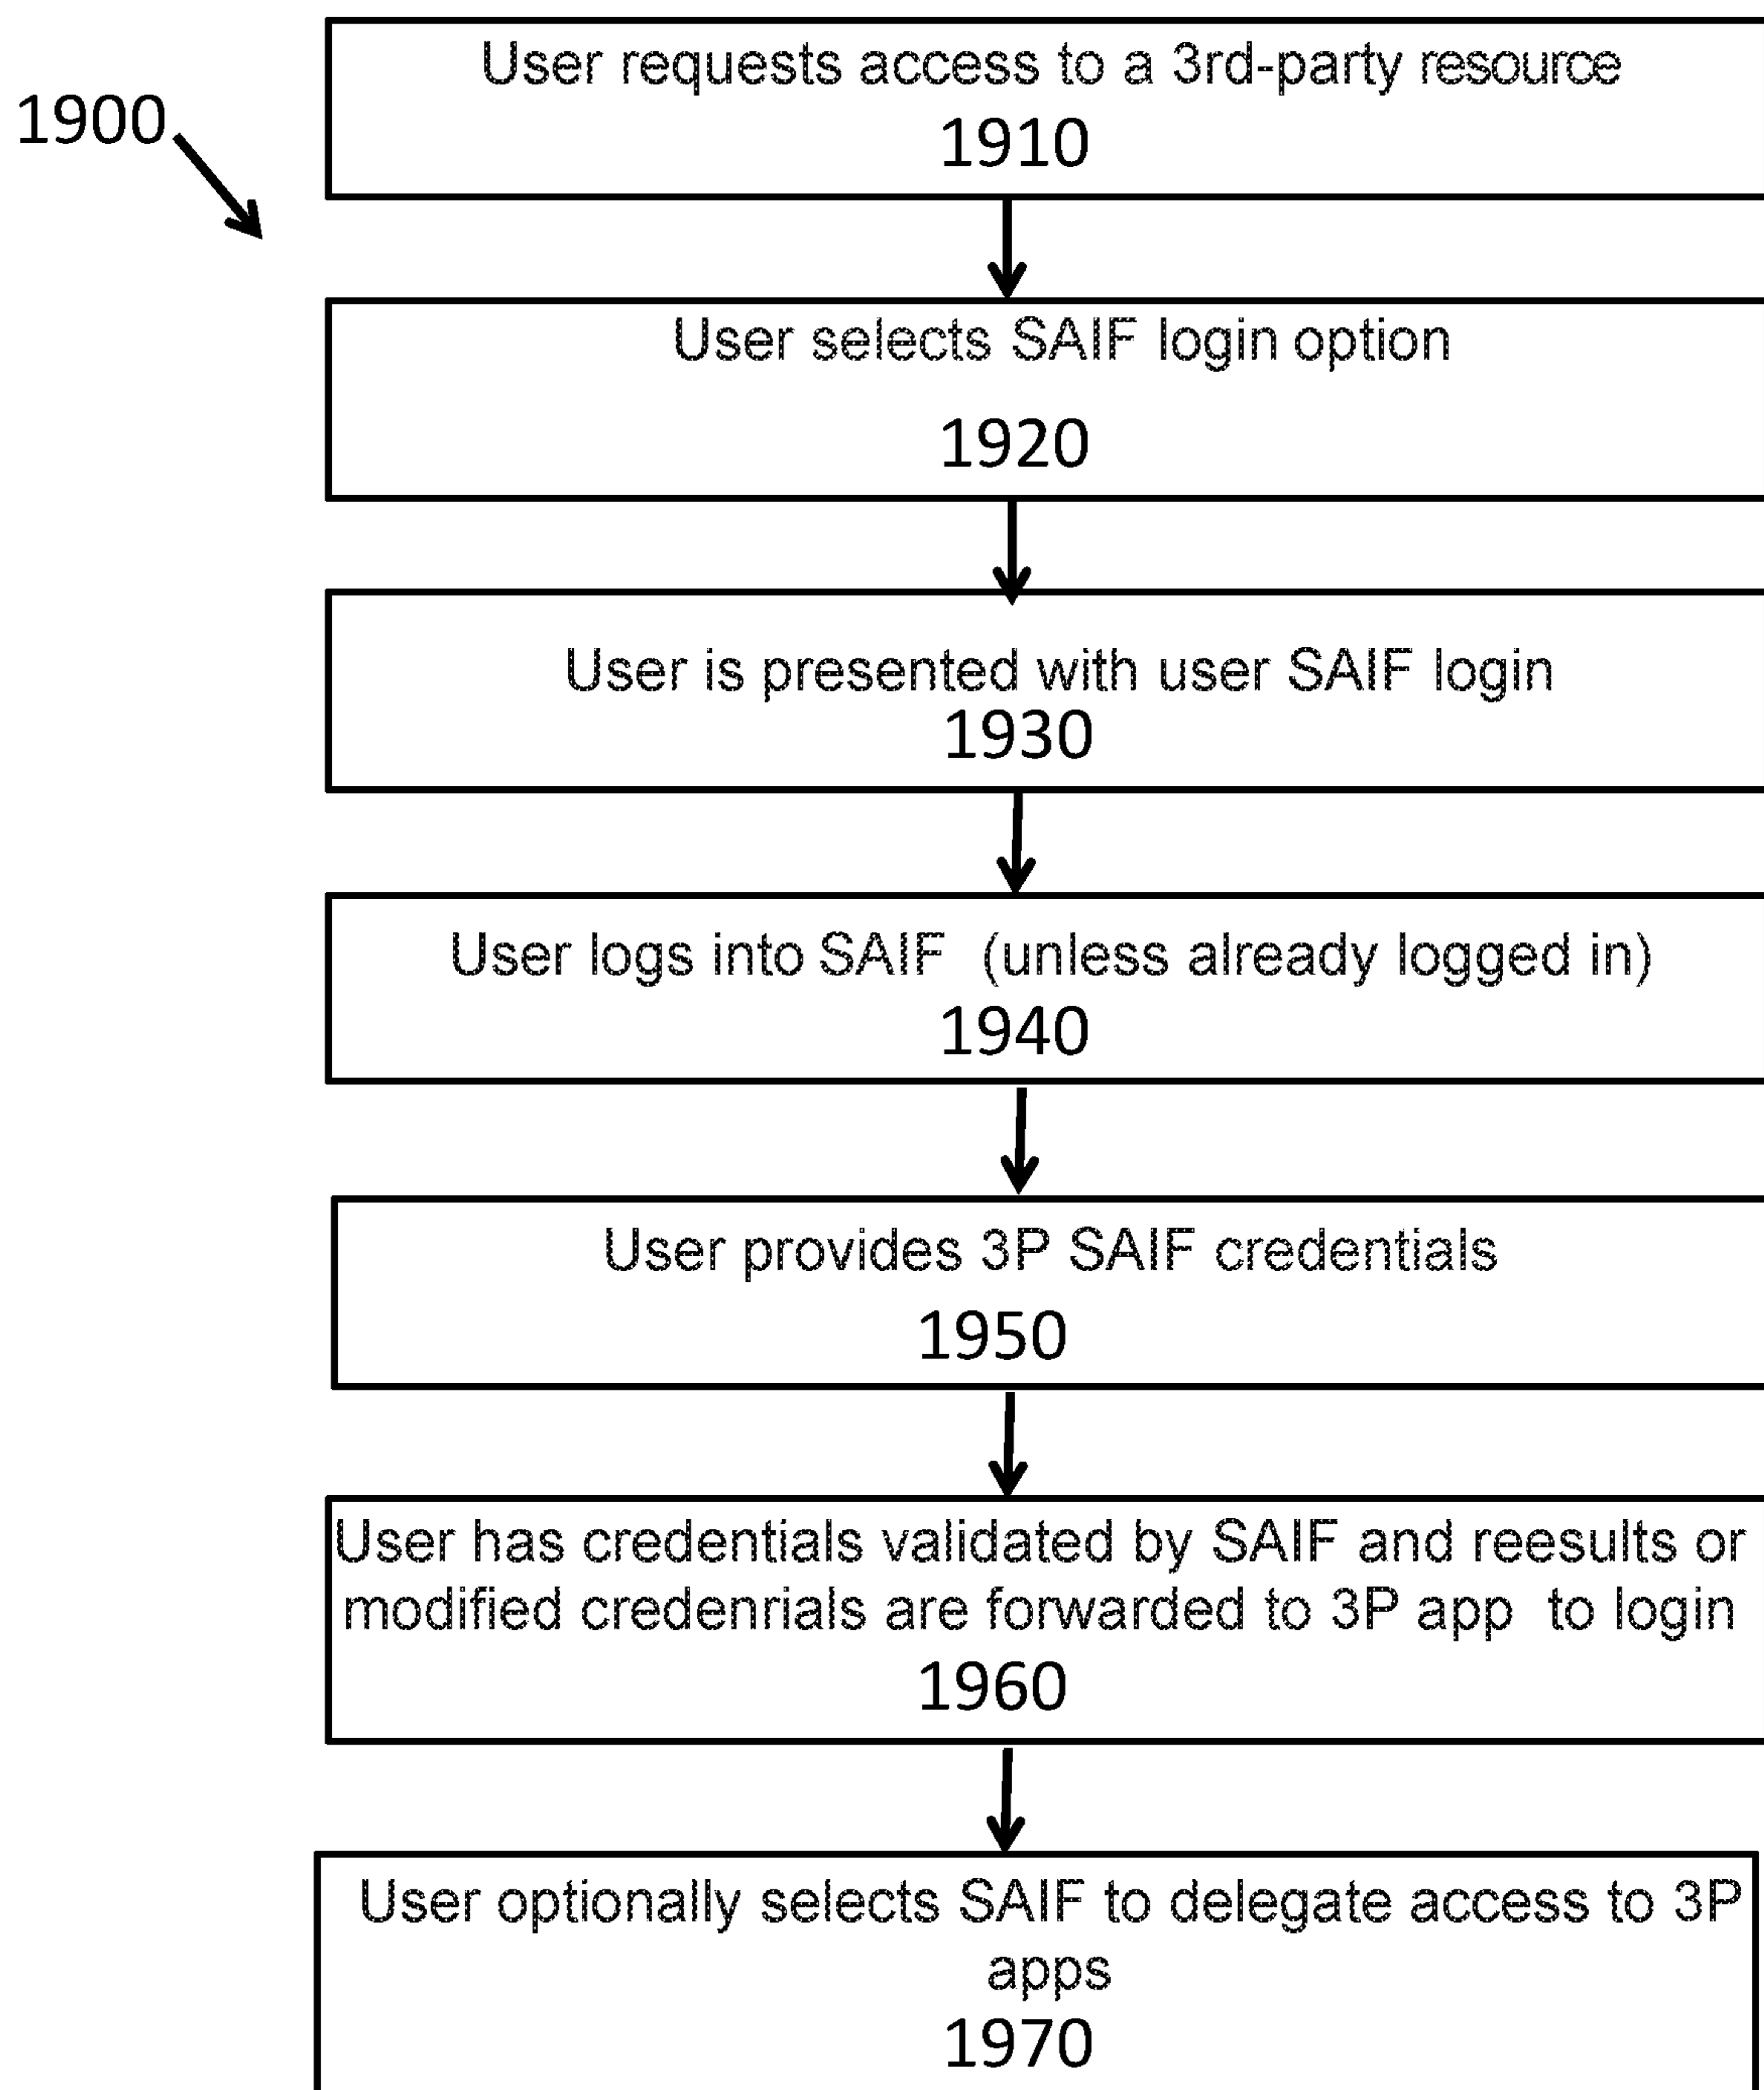 User requests access to a 3rd-party resource
1900
1910
User selects SAIF login option
1920
User is presented with user SAIF login
1930
User logs into SAIF (unless already logged in)
1940
User provides 3P SAIF credentials
1950
User has credentials validated by SAIF and reesults or
modified credenrials are forwarded to 3P app to login
1960
User optionally selects SAIF to delegate access to 3P
apps
1970